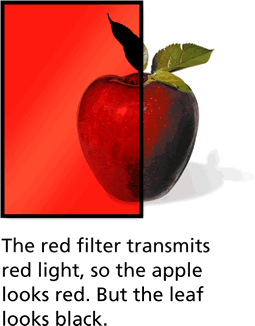 The red filter transmits
red light, so the apple
looks red. But the leaf
looks black.